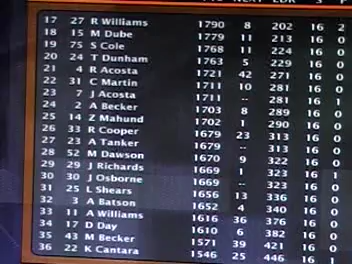 NEXT LDR S P
17 27 R Williams 1790 8 202 16 2
18 15 M Dube 1779 11 213 16 0
19 75 S Cole 1768 11 224 16 0
20 24 T Dunham 1763 5 229 16 0
21 4 R Acosta 1721 42 271 16 0
22 31 C Martin 1711 10 281 16 0
23 7 J Acosta 1711 -- 281 16 1
24 2 A Becker 1703 8 289 16 0
25 14 Z Mahund 1702 1 290 16 0
26 33 R Cooper 1679 23 313 16 0
27 23 A Tanker 1679 -- 313 16 0
28 52 M Dawson 1670 9 322 16 0
29 29 J Richards 1669 1 323 16 1
30 30 J Osborne 1669 -- 323 16 0
31 25 L Shears 1656 13 336 16 0
32 3 A Batson 1652 4 340 16 0
33 11 A Williams 1616 36 376 16 0
34 17 D Day 1610 6 382 16 0
35 43 M Becker 1571 39 421 16 0
36 22 K Cantara 1546 25 446 16 1